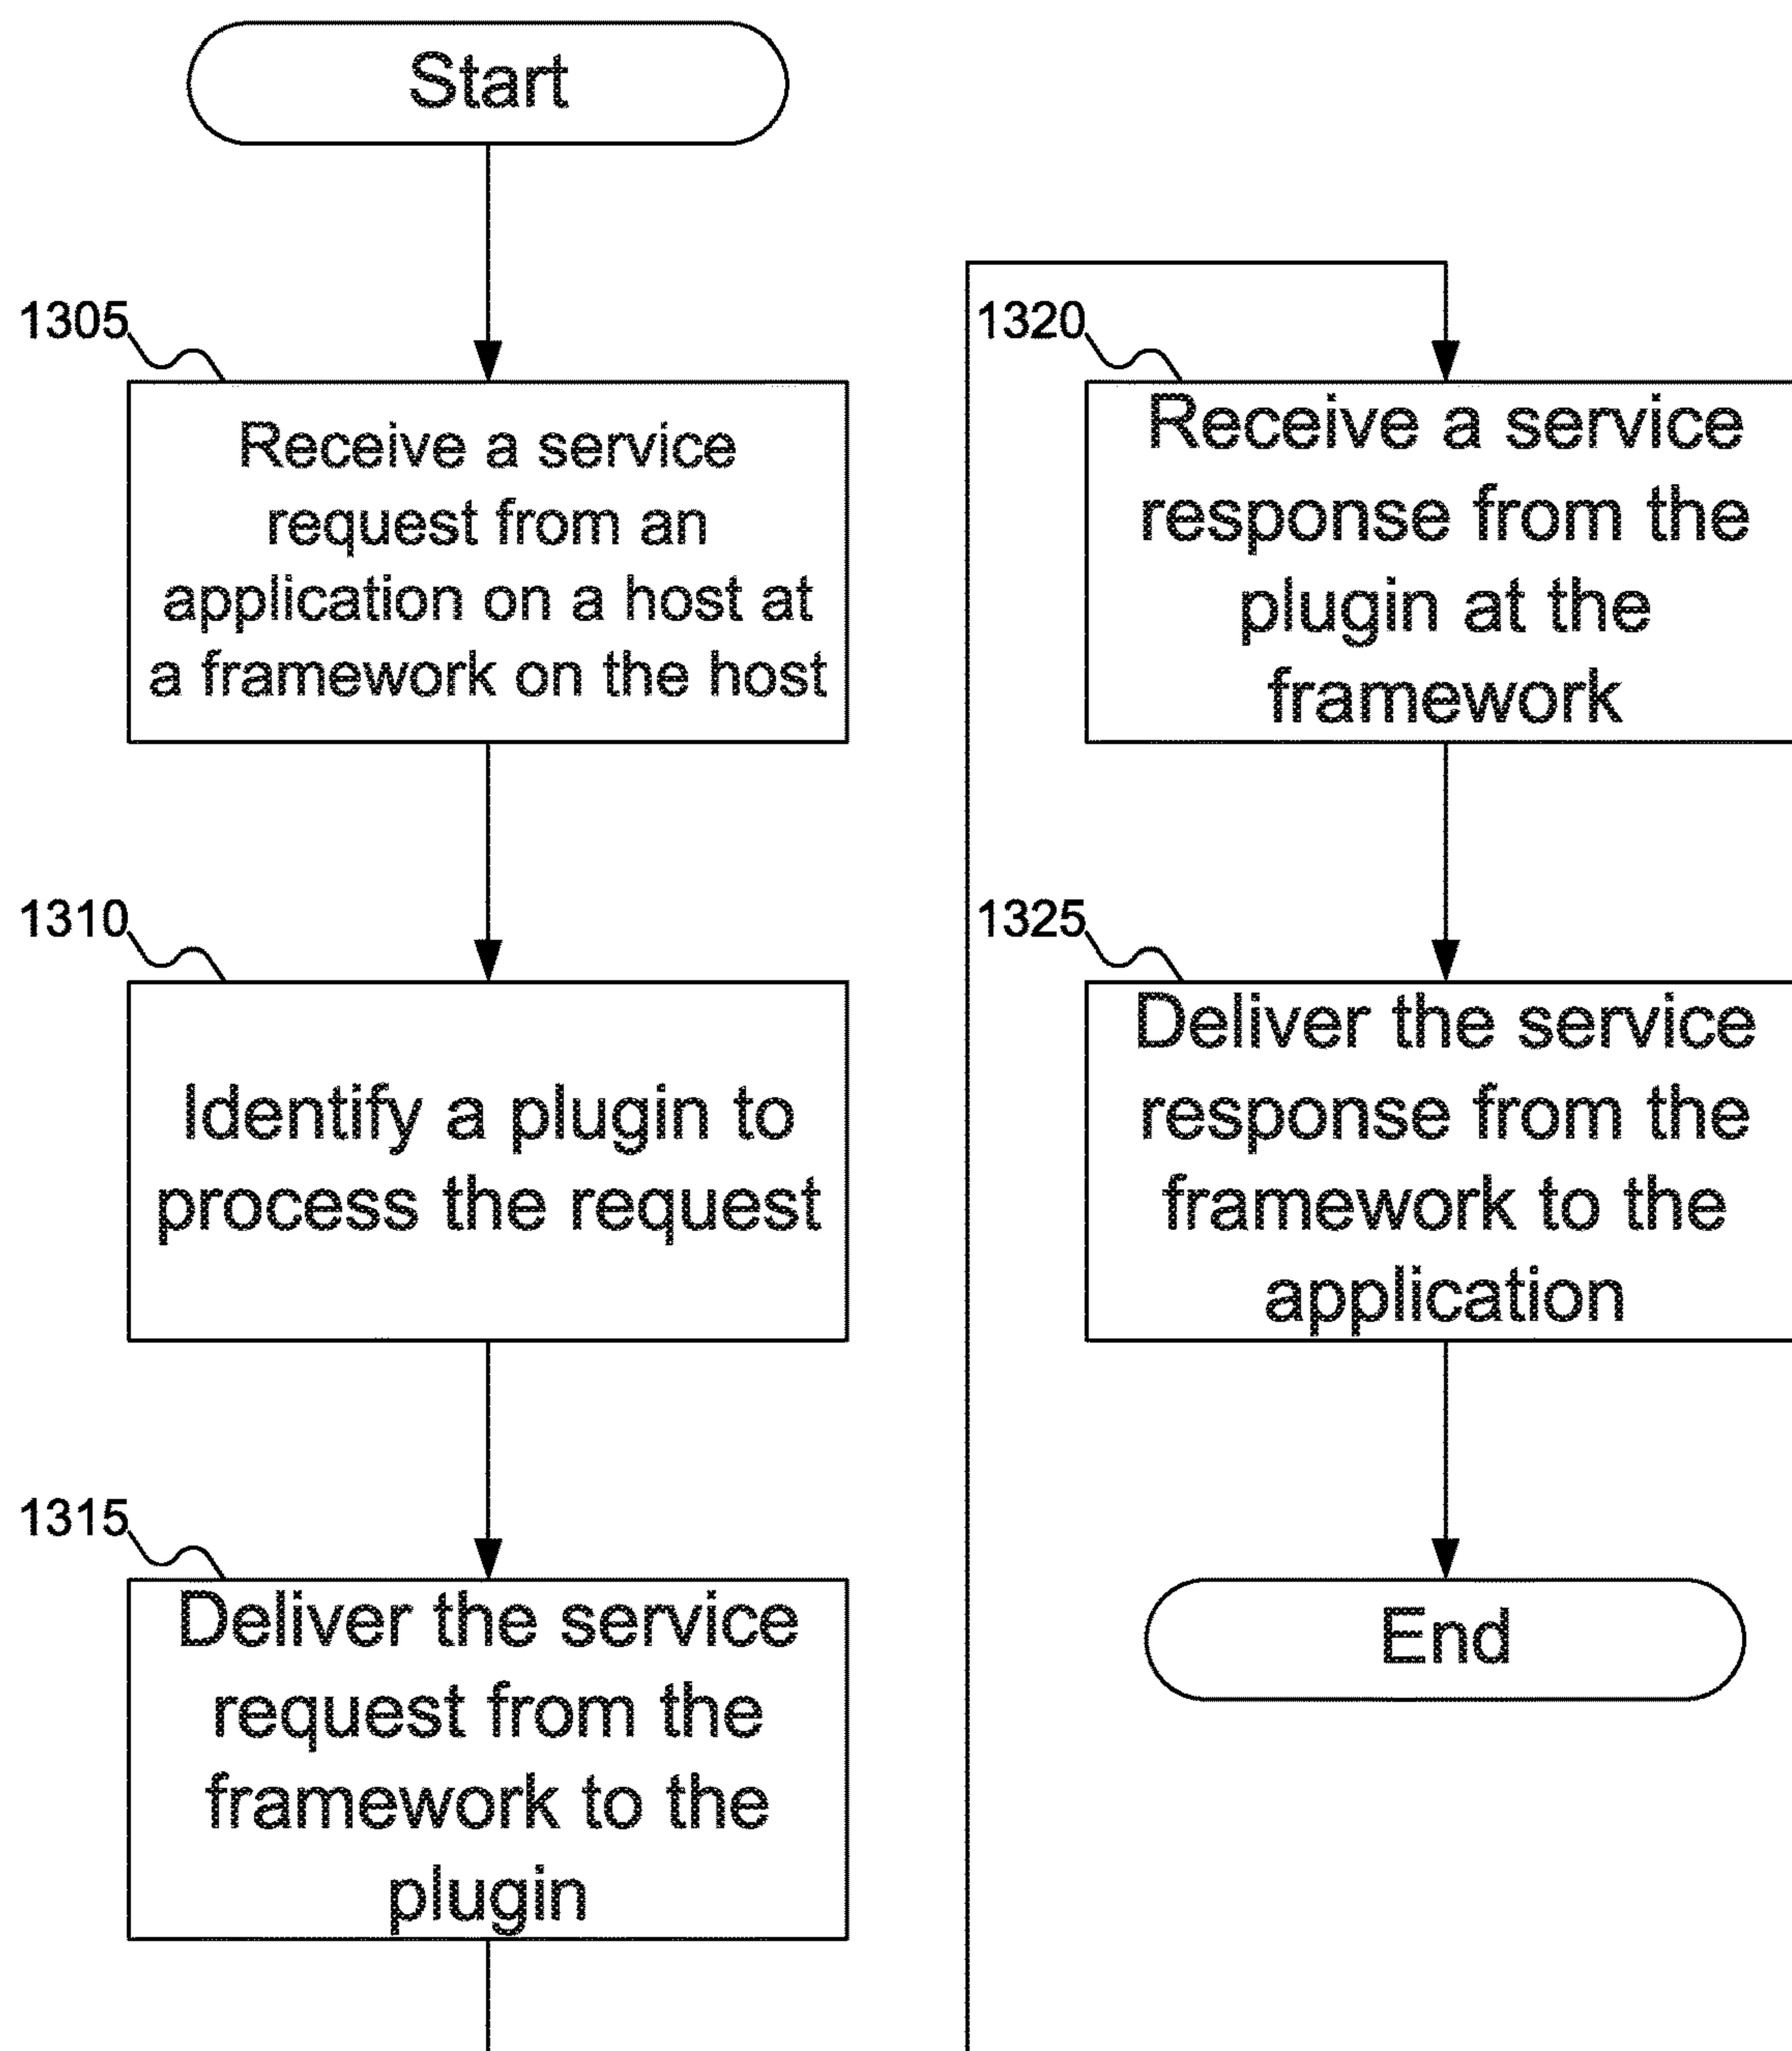 Start
1305
Receive a service
request from an
application on a host at
a framework on the host
1310
Identify a plugin to
process the request
1315
Deliver the service
request from the
framework to the
plugin
1320
Receive a service
response from the
plugin at the
framework
1325
Deliver the service
response from the
framework to the
application
End